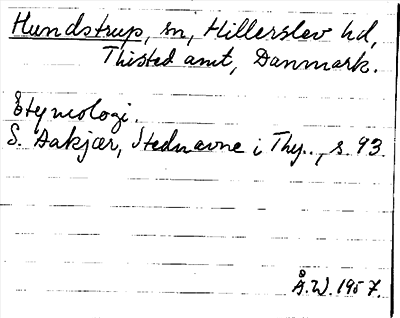 Hundstrup, sn, Hillerslev hd,
Thisted amt, Danmark.
Etymologi.
S. Aakjær, Stednavne i Thy.., s. 93.
Å.W. 1957.